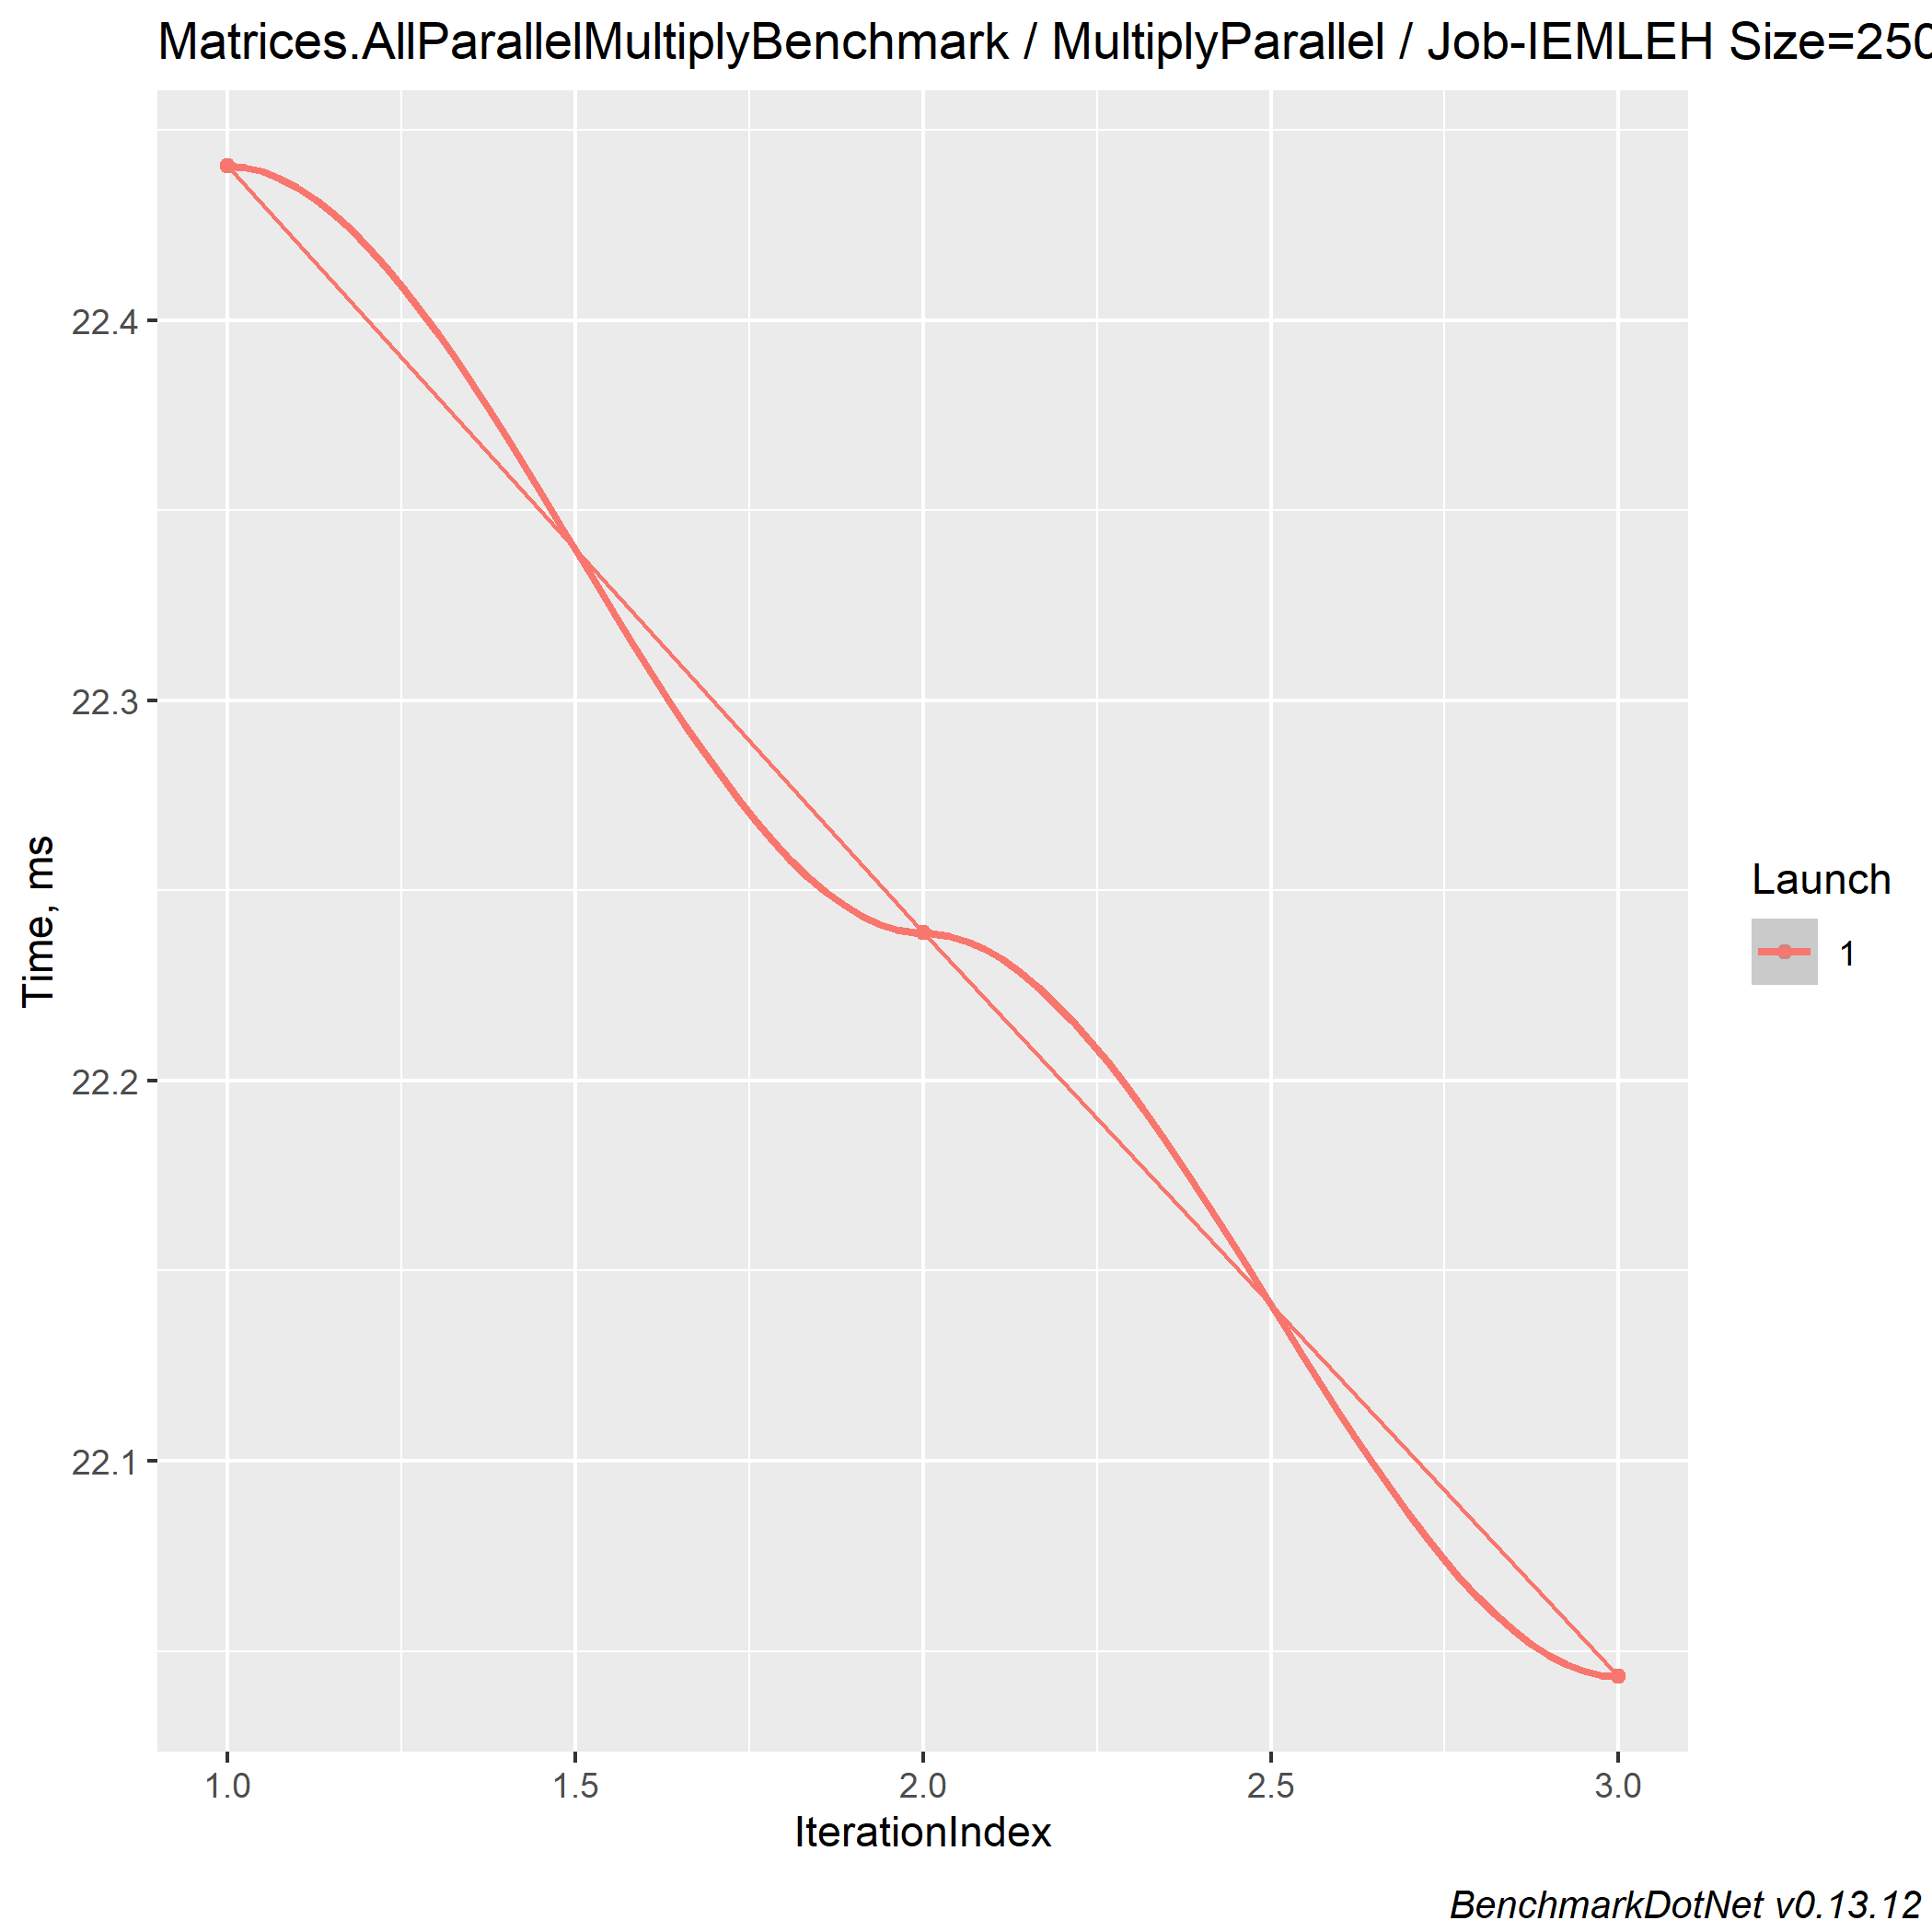 Matrices.AllParallelMultiplyBenchmark / MultiplyParallel / Job-IEMLEH Size=250
22.4
22.3
22.2
22.1
Time, ms
1.0 1.5 2.0 2.5 3.0
IterationIndex
Launch
1
BenchmarkDotNet v0.13.12